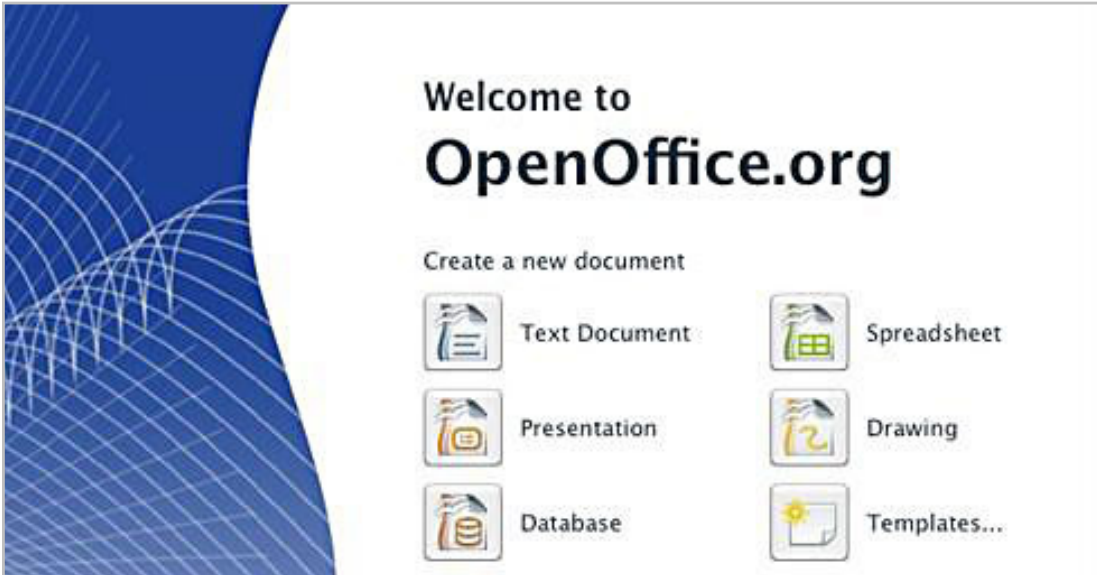 Welcome to
OpenOffice.org
Create a new document
Text Document
Spreadsheet
Presentation
Drawing
Database
Templates...